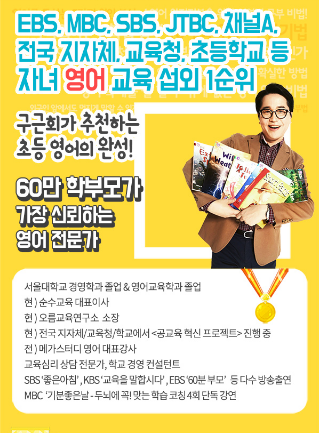 EBS, MBC, SBS, JTBC, 채널A,
전국 지자체, 교육청, 초등학교 등
자녀 영어 교육 섭외 1순위
구근회가 추천하는
초등 영어의 완성!
60만 학부모가
가장 신뢰하는
영어 전문가
서울대학교 경영학과 졸업 & 영어교육학과 졸업
현 ) 순수교육 대표이사
현 ) 오름교육연구소 소장
현 ) 전국 지자체/교육청/학교에서 <공교육 혁신 프로젝트> 진행 중
전 ) 메가스터디 영어 대표강사
교육심리 상담 전문가, 학교 경영 컨설턴트
SBS ‘좋은아침’, KBS ‘교육을 말합시다’, EBS ‘60분 부모’ 등 다수 방송출연
MBC ‘기분좋은날 - 두뇌에 꼭! 맞는 학습 코칭 4회 단독 강연